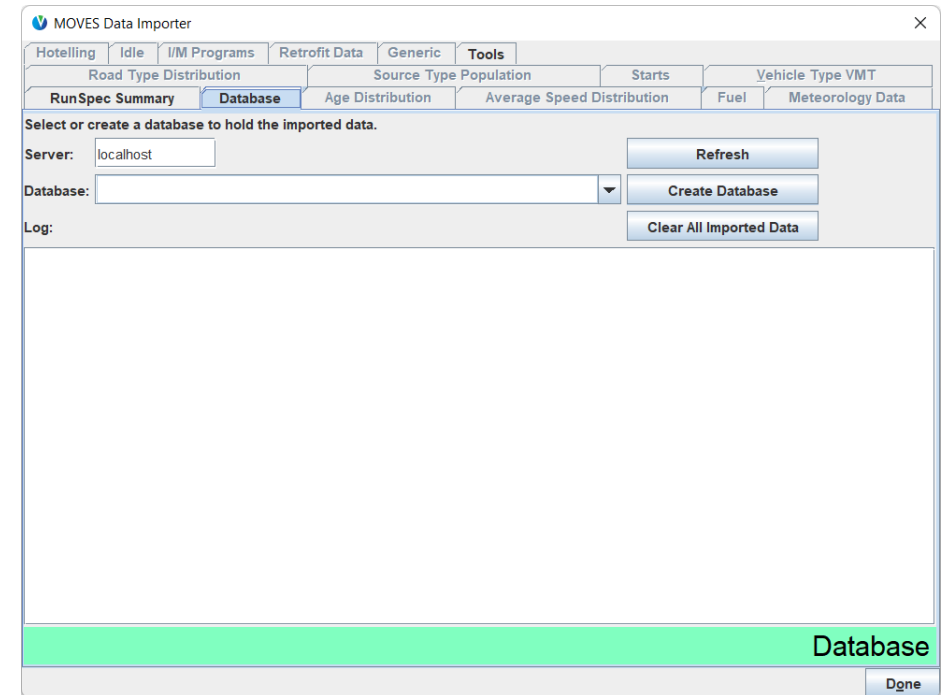 MOVES Data Importer
Hotelling Idle I/M Programs Retrofit Data Generic Tools
Road Type Distribution Source Type Population Starts Vehicle Type VMT
RunSpec Summary Database Age Distribution Average Speed Distribution Fuel Meteorology Data
Select or create a database to hold the imported data.
Server: localhost Refresh
Database: Create Database
Log: Clear All Imported Data
Database
Done